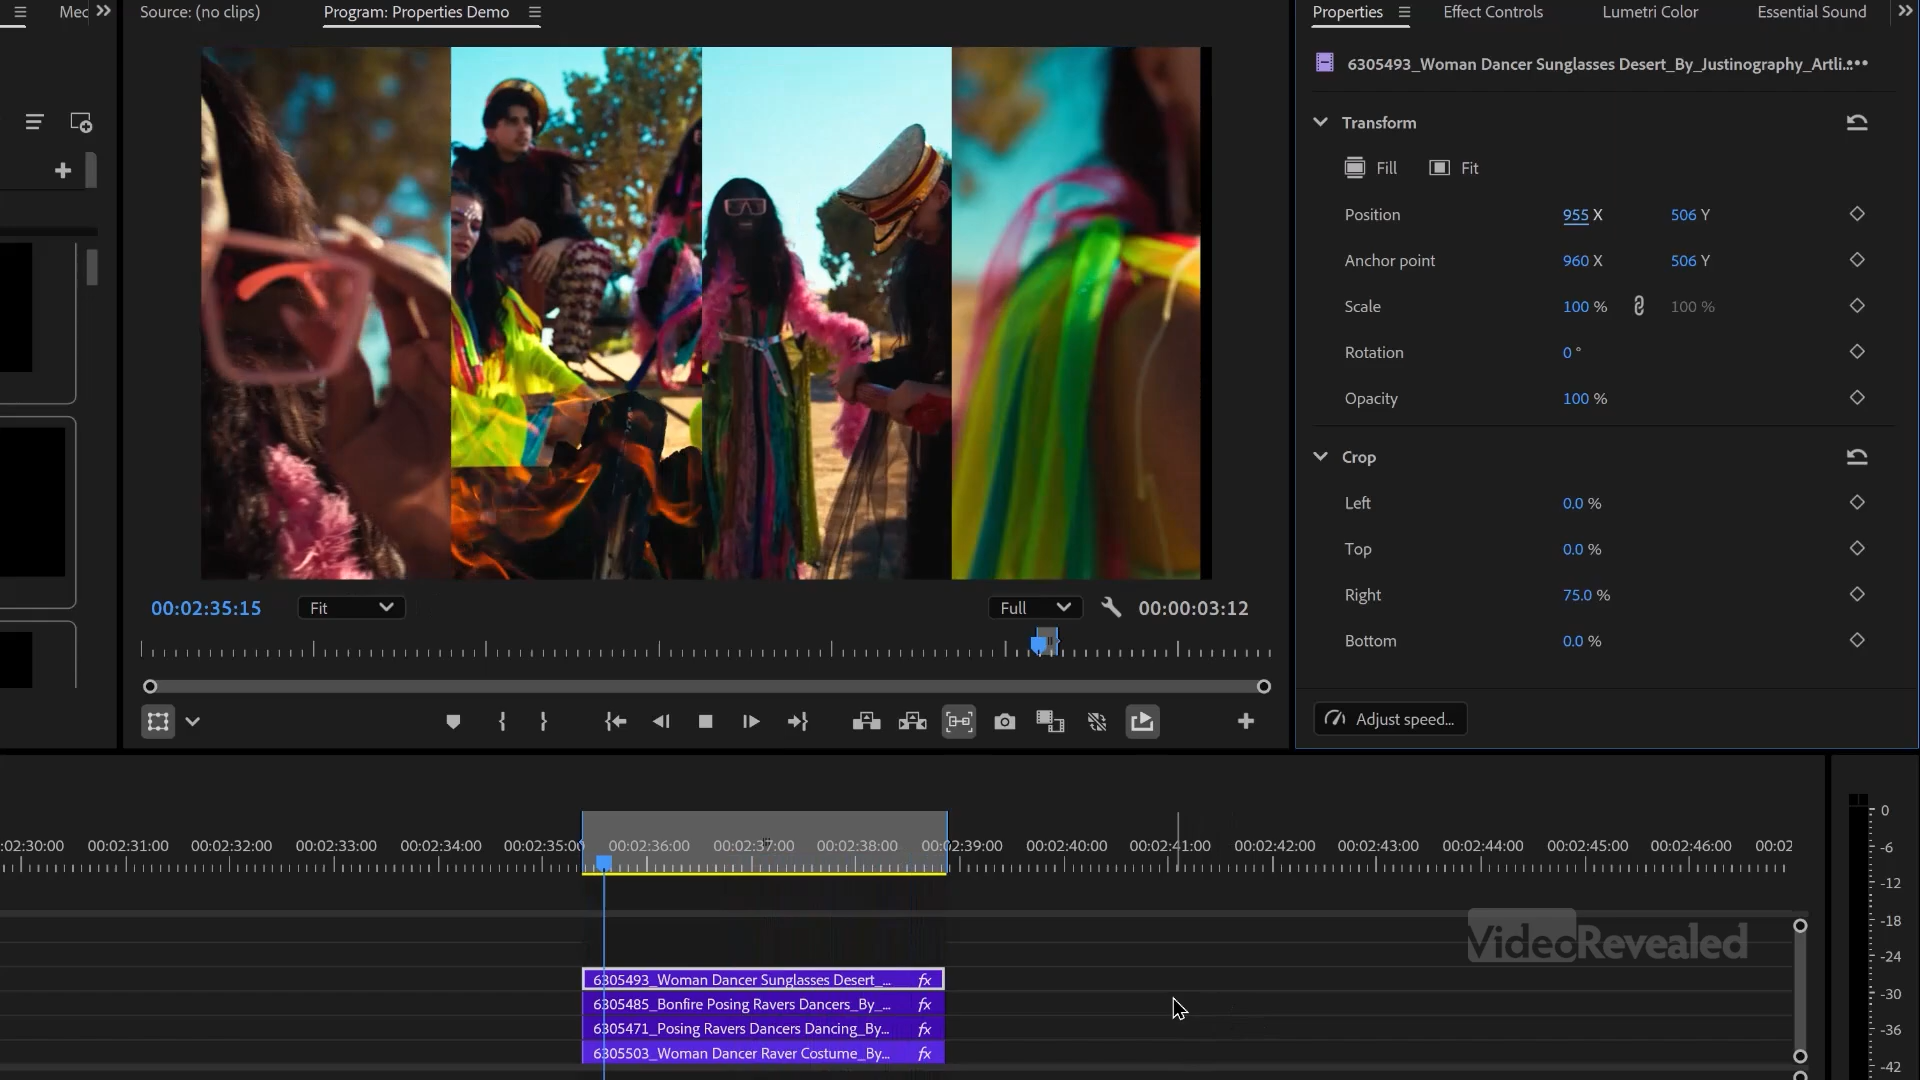 Mec
Source: (no clips)
Program: Properties Demo
Properties
Effect Controls
Lumetri Color
Essential Sound
6305493_Woman Dancer Sunglasses Desert_By_Justinography_Artli...
Transform
Fill
Fit
Position
955 X
506 Y
Anchor point
960 X
506 Y
Scale
100 %
100 %
Rotation
0 °
Opacity
100 %
Crop
Left
0.0 %
Top
0.0 %
Right
75.0 %
Bottom
0.0 %
Adjust speed...
00:02:35:15
Fit
Full
00:00:03:12
:02:30:00 00:02:31:00 00:02:32:00 00:02:33:00 00:02:34:00 00:02:35:00 00:02:36:00 00:02:37:00 00:02:38:00 00:02:39:00 00:02:40:00 00:02:41:00 00:02:42:00 00:02:43:00 00:02:44:00 00:02:45:00 00:02:46:00 00:02
6305493_Woman Dancer Sunglasses Desert_... fx
6305485_Bonfire Posing Ravers Dancers_By_... fx
6305471_Posing Ravers Dancers Dancing_By... fx
6305503_Woman Dancer Raver Costume_By... fx
VideoRevealed
0
-6
-12
-18
-24
-30
-36
-42